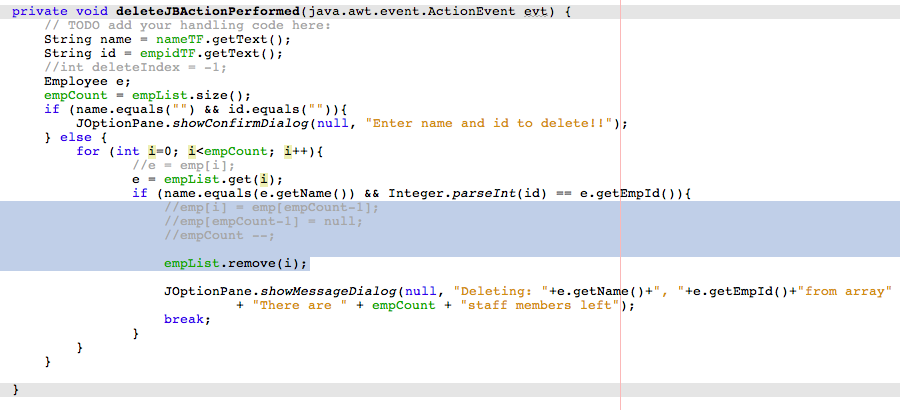 private void deleteJBActionPerformed(java.awt.event.ActionEvent evt) {
// TODO add your handling code here:
String name = nameTF.getText();
String id = empidTF.getText();
//int deleteIndex = -1;
Employee e;
empCount = empList.size();
if (name.equals("") && id.equals("")){
JOptionPane.showConfirmDialog(null, "Enter name and id to delete!!");
} else {
for (int i=0; i<empCount; i++){
//e = emp[i];
e = empList.get(i);
if (name.equals(e.getName()) && Integer.parseInt(id) == e.getEmpId()){
//emp[i] = emp[empCount-1];
//emp[empCount-1] = null;
//empCount --;
empList.remove(i);
JOptionPane.showMessageDialog(null, "Deleting: "+e.getName()+", "+e.getEmpId()+"from array"
+ "There are " + empCount + "staff members left");
break;
}
}
}
}